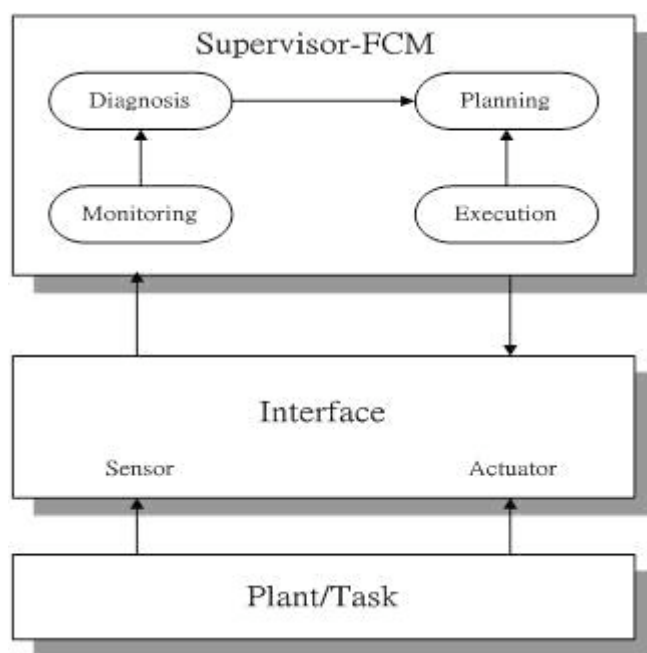 Supervisor-FCM
Diagnosis
Planning
Monitoring
Execution
Interface
Sensor
Actuator
Plant/Task